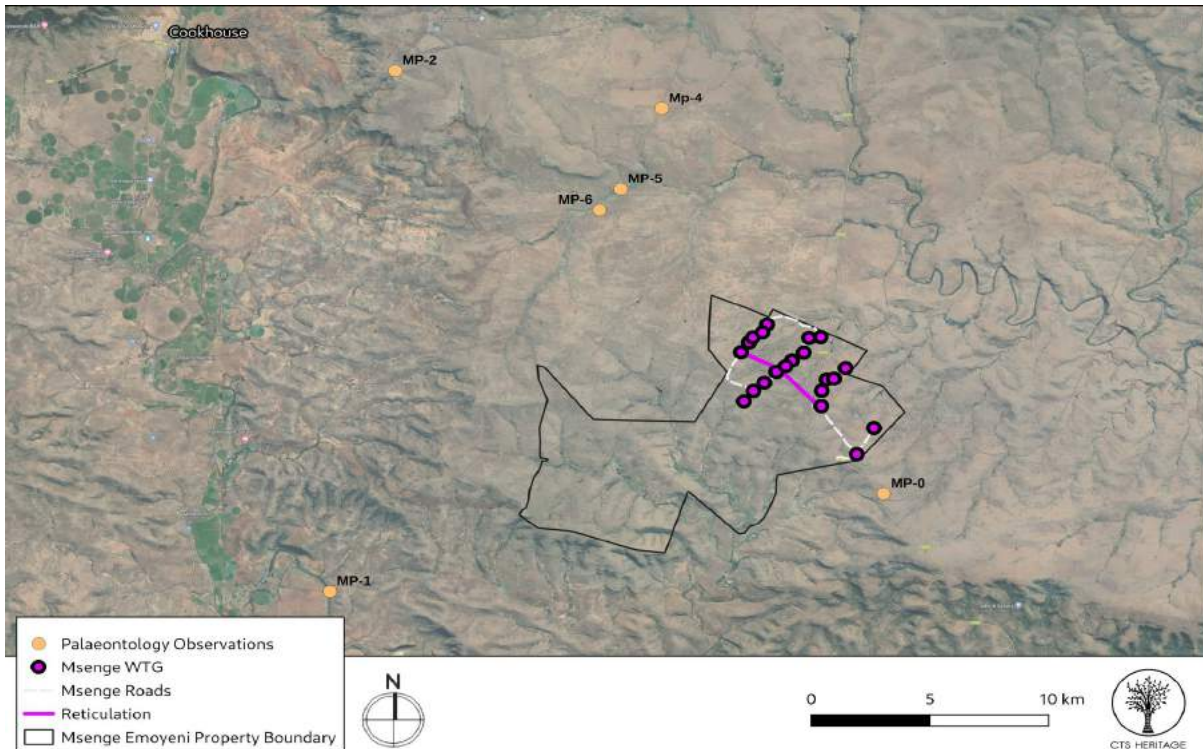 Cookhouse
MP-2
Mp-4
MP-5
MP-6
MP-0
MP-1
Palaeontology Observations
Msenge WTG
Msenge Roads
Reticulation
Msenge Emoyeni Property Boundary
N
0 5 10 km
CTS HERITAGE